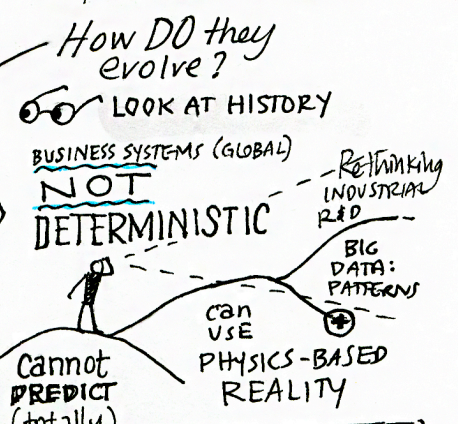 How DO they
evolve?
LOOK AT HISTORY
BUSINESS SYSTEMS (GLOBAL)
NOT
DETERMINISTIC
Rethinking
INDUSTRIAL
R&D
BIG
DATA:
PATTERNS
can
USE
PHYSICS-BASED
REALITY
Cannot
PREDICT
(totally)